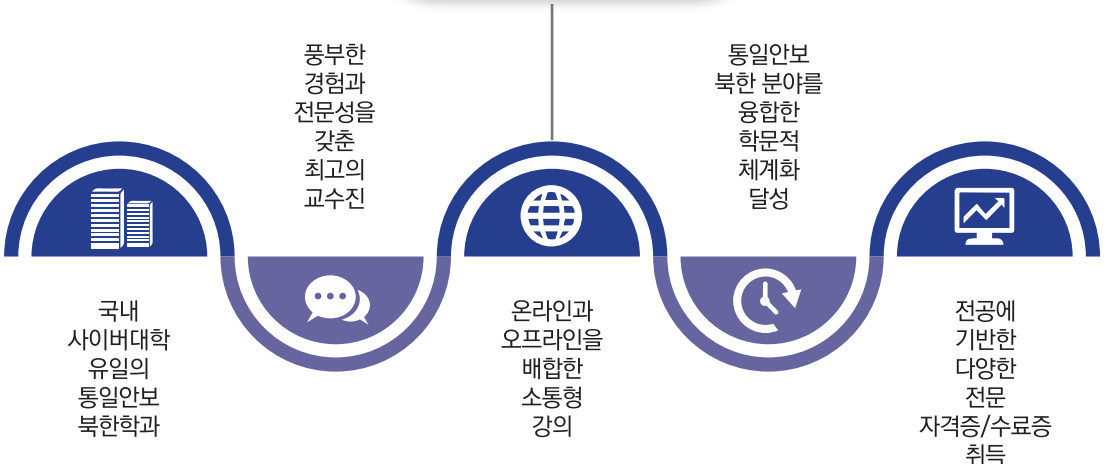 국내
사이버대학
유일의
통일안보
북한학과
풍부한
경험과
전문성을
갖춘
최고의
교수진
온라인과
오프라인을
배합한
소통형
강의
통일안보
북한 분야를
융합한
학문적
체계화
달성
전공에
기반한
다양한
전문
자격증/수료증
취득